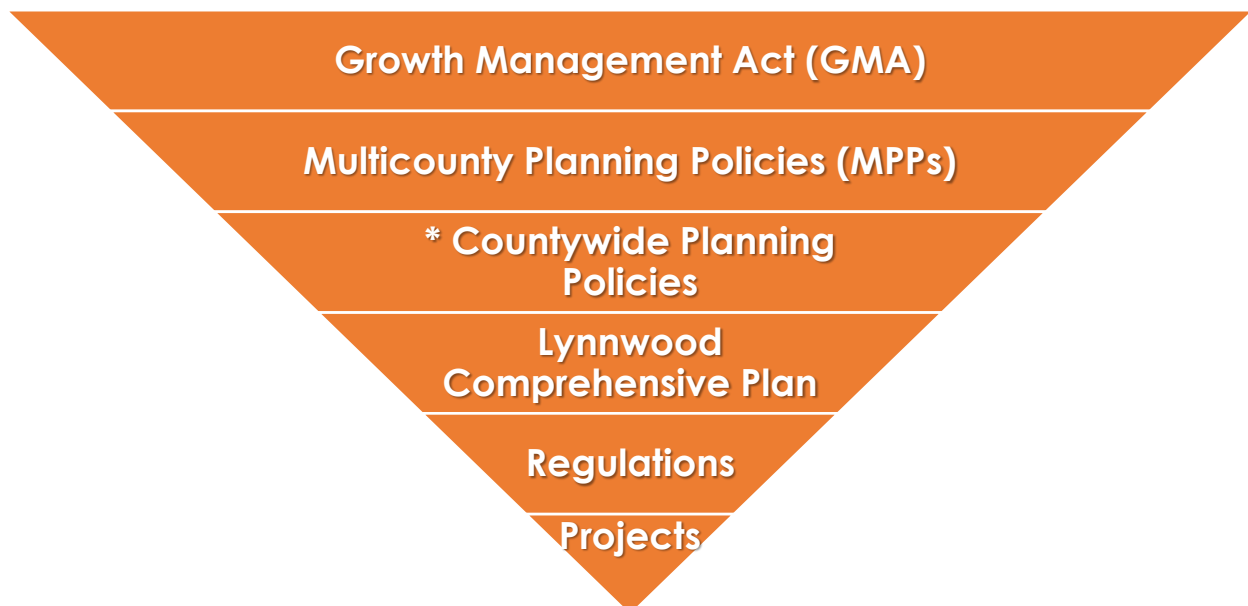 Growth Management Act (GMA)
Multicounty Planning Policies (MPPs)
* Countywide Planning
Policies
Lynnwood
Comprehensive Plan
Regulations
Projects